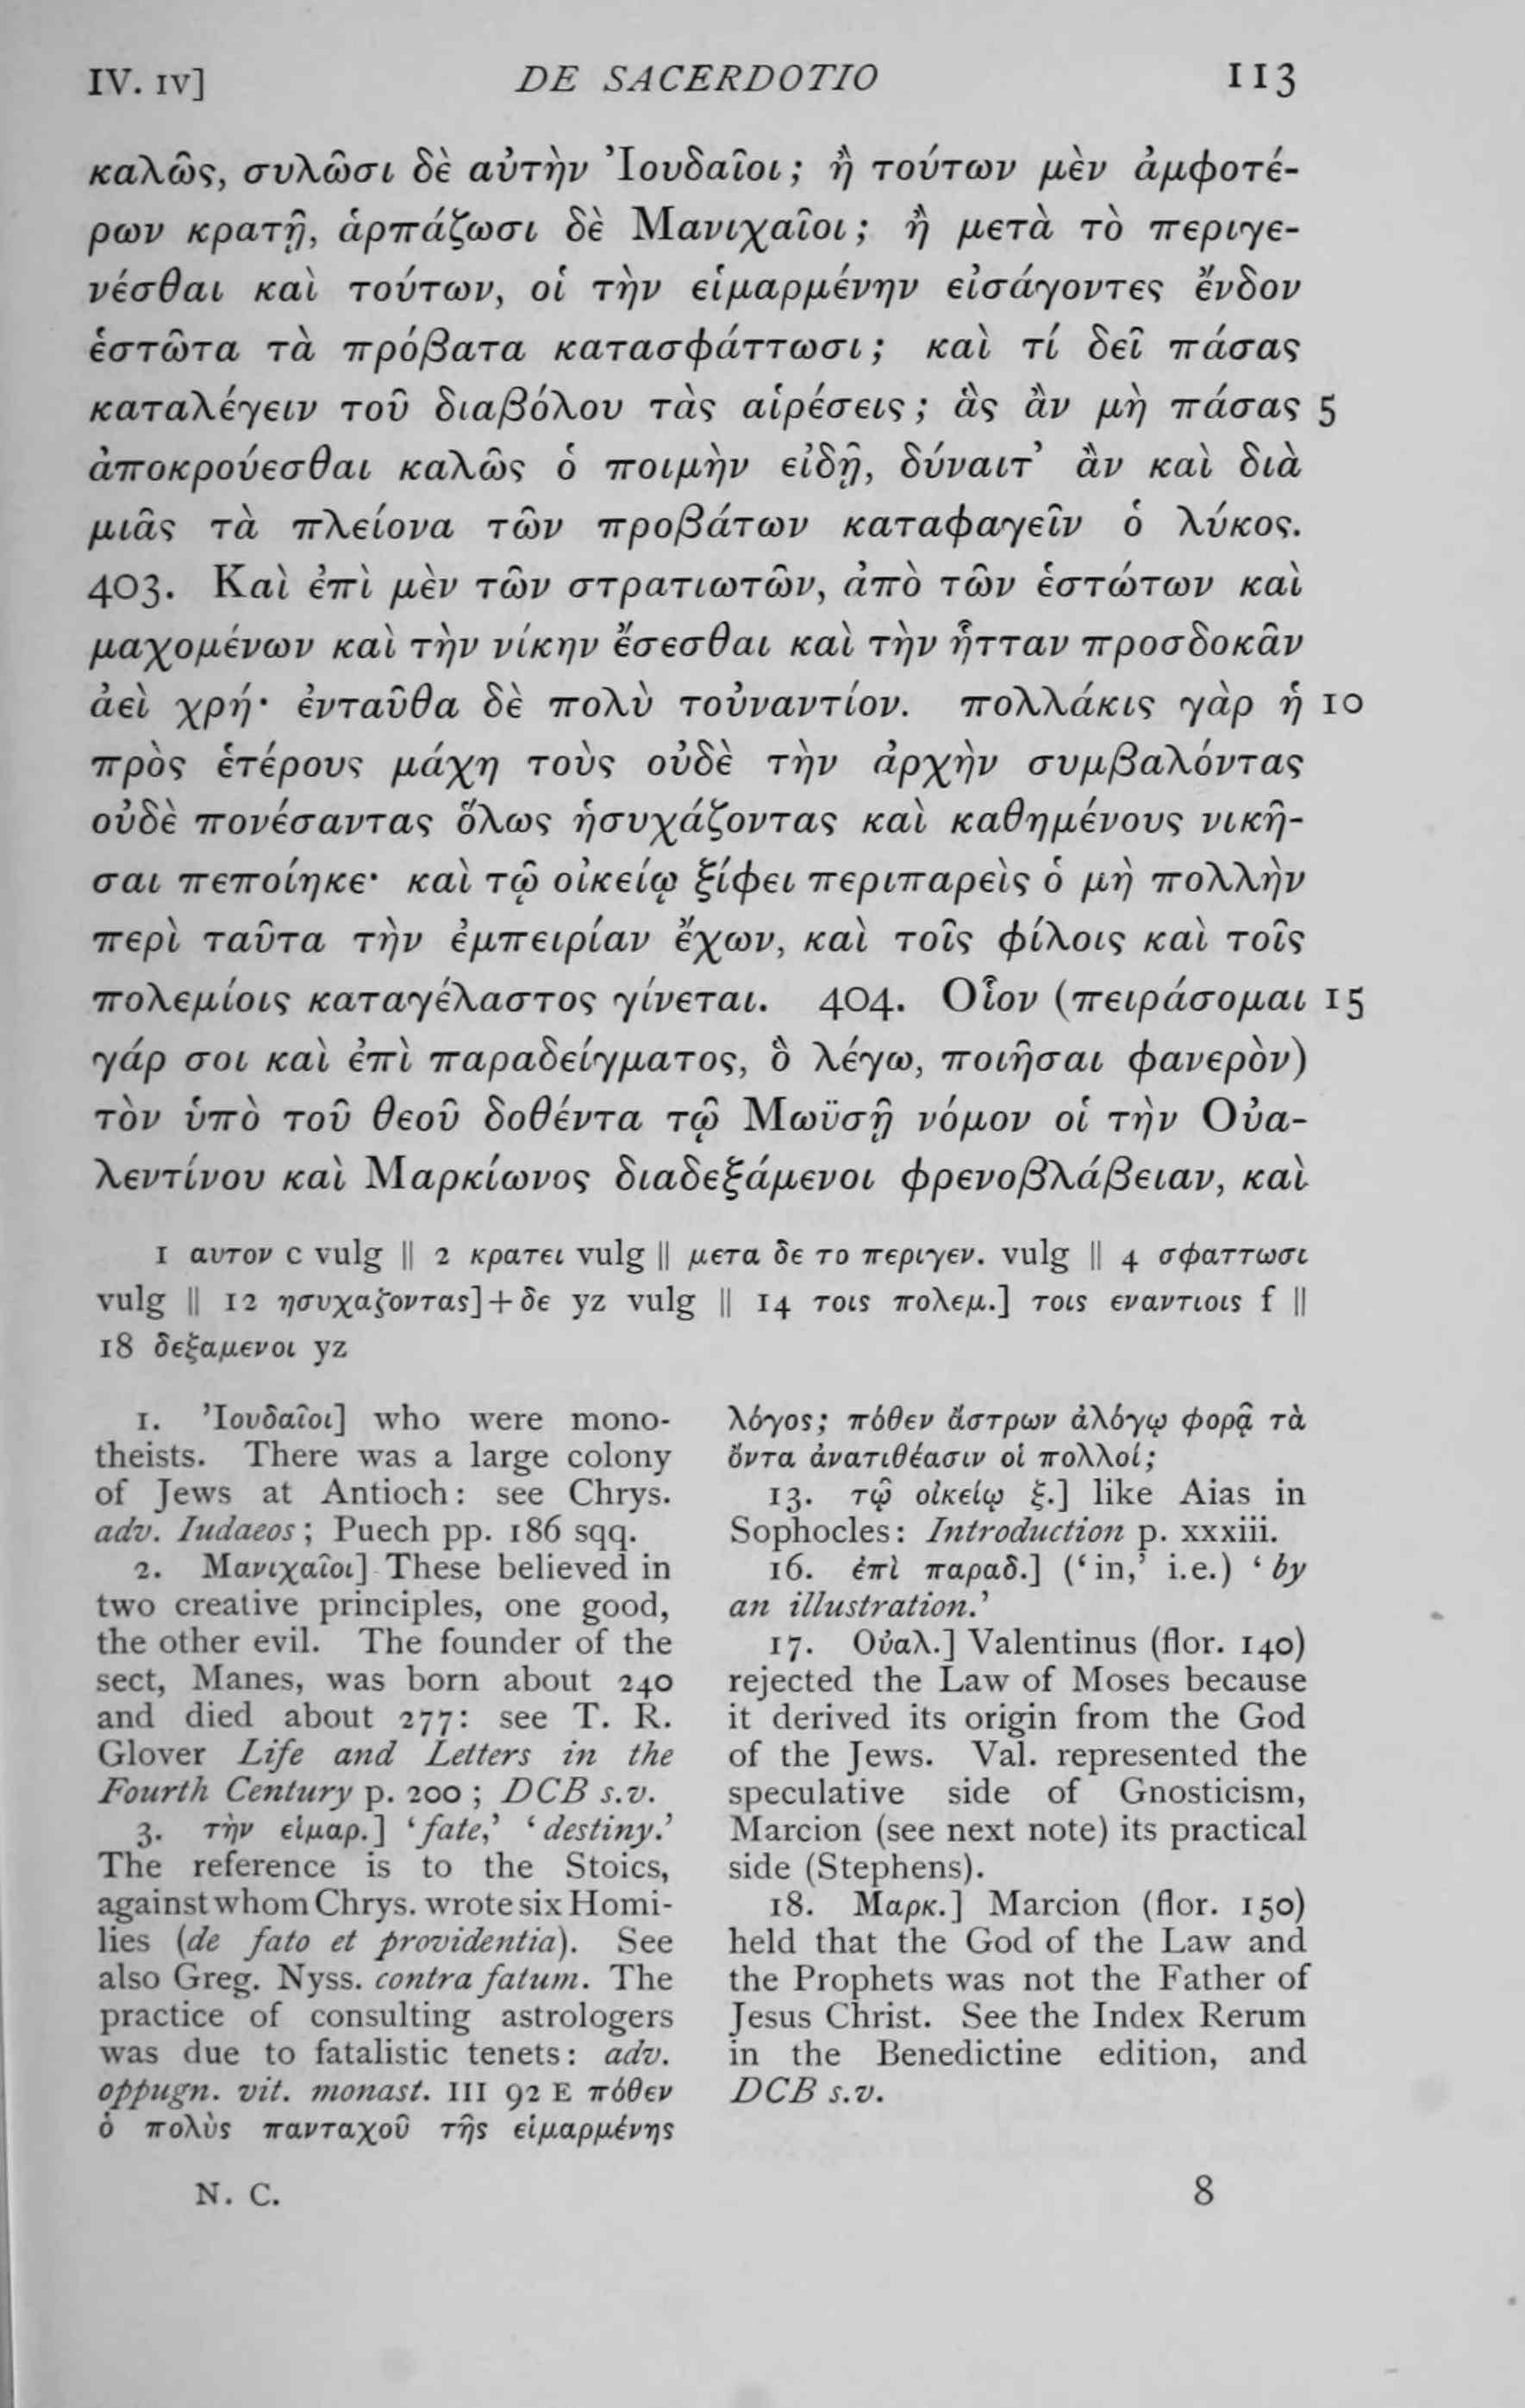 IV. IV] DE SACERDOTIO 113
καλῶς, συλῶσι δὲ αὐτὴν Ἰουδαῖοι; ἢ τούτων μὲν ἀμφοτέ-
ρων κρατῇ, ἁρπάζωσι δὲ Μανιχαῖοι; ἢ μετὰ τὸ περιγε-
νέσθαι καὶ τούτων, οἱ τὴν εἱμαρμένην εἰσάγοντες ἔνδον
ἑστῶτα τὰ πρόβατα κατασφάττωσι; καὶ τί δεῖ πάσας
καταλέγειν τοῦ διαβόλου τὰς αἱρέσεις; ἃς ἂν μὴ πάσας 5
ἀποκρούεσθαι καλῶς ὁ ποιμὴν εἰδῇ, δύναιτ’ ἂν καὶ διὰ
μιᾶς τὰ πλείονα τῶν προβάτων καταφαγεῖν ὁ λύκος.
403. Καὶ ἐπὶ μὲν τῶν στρατιωτῶν, ἀπὸ τῶν ἑστώτων καὶ
μαχομένων καὶ τὴν νίκην ἔσεσθαι καὶ τὴν ἧτταν προσδοκᾶν
ἀεὶ χρή· ἐνταῦθα δὲ πολὺ τοὐναντίον. πολλάκις γὰρ ἡ 10
πρὸς ἑτέρους μάχη τοὺς οὐδὲ τὴν ἀρχὴν συμβαλόντας
οὐδὲ πονέσαντας ὅλως ἡσυχάζοντας καὶ καθημένους νικῆ-
σαι πεποίηκε· καὶ τῷ οἰκείῳ ξίφει περιπαρεὶς ὁ μὴ πολλὴν
περὶ ταῦτα τὴν ἐμπειρίαν ἔχων, καὶ τοῖς φίλοις καὶ τοῖς
πολεμίοις καταγέλαστος γίνεται. 404. Οἷον (πειράσομαι 15
γάρ σοι καὶ ἐπὶ παραδείγματος, ὃ λέγω, ποιῆσαι φανερὸν)
τὸν ὑπὸ τοῦ θεοῦ δοθέντα τῷ Μωϋσῇ νόμον οἱ τὴν Οὐα-
λεντίνου καὶ Μαρκίωνος διαδεξάμενοι φρενοβλάβειαν, καὶ
1 αυτον c vulg || 2 κρατει vulg || μετα δε το περιγεν. vulg || 4 σφαττωσι
vulg || 12 ησυχαζοντας]+δε yz vulg || 14 τοις πολεμ.] τοις εναντιοις f ||
18 δεξαμενοι yz
1. Ἰουδαῖοι] who were mono-
theists. There was a large colony
of Jews at Antioch: see Chrys.
adv. Iudaeos; Puech pp. 186 sqq.
2. Μανιχαῖοι] These believed in
two creative principles, one good,
the other evil. The founder of the
sect, Manes, was born about 240
and died about 277: see T. R.
Glover Life and Letters in the
Fourth Century p. 200; DCB s.v.
3. τὴν εἱμαρ.] ‘fate,’ ‘destiny.’
The reference is to the Stoics,
against whom Chrys. wrote six Homi-
lies (de fato et providentia). See
also Greg. Nyss. contra fatum. The
practice of consulting astrologers
was due to fatalistic tenets: adv.
oppugn. vit. monast. III 92 E πόθεν
ὁ πολὺς πανταχοῦ τῆς εἱμαρμένης
λόγος; πόθεν ἄστρων ἀλόγῳ φορᾷ τὰ
ὄντα ἀνατιθέασιν οἱ πολλοί;
13. τῷ οἰκείῳ ξ.] like Aias in
Sophocles: Introduction p. xxxiii.
16. ἐπὶ παραδ.] (‘in,’ i.e.) ‘by
an illustration.’
17. Οὐαλ.] Valentinus (flor. 140)
rejected the Law of Moses because
it derived its origin from the God
of the Jews. Val. represented the
speculative side of Gnosticism,
Marcion (see next note) its practical
side (Stephens).
18. Μαρκ.] Marcion (flor. 150)
held that the God of the Law and
the Prophets was not the Father of
Jesus Christ. See the Index Rerum
in the Benedictine edition, and
DCB s.v.
N. C. 8